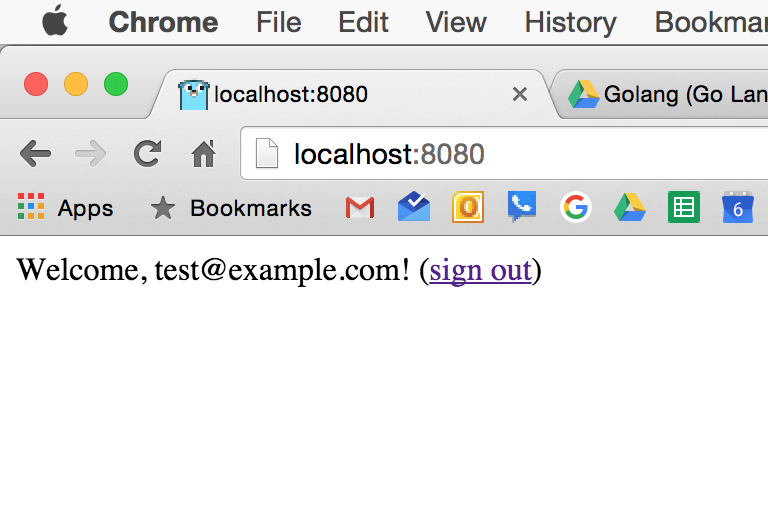 Chrome File Edit View History Bookmar
localhost:8080
Golang (Go Lan
localhost:8080
Apps Bookmarks 6
Welcome, test@example.com! (sign out)